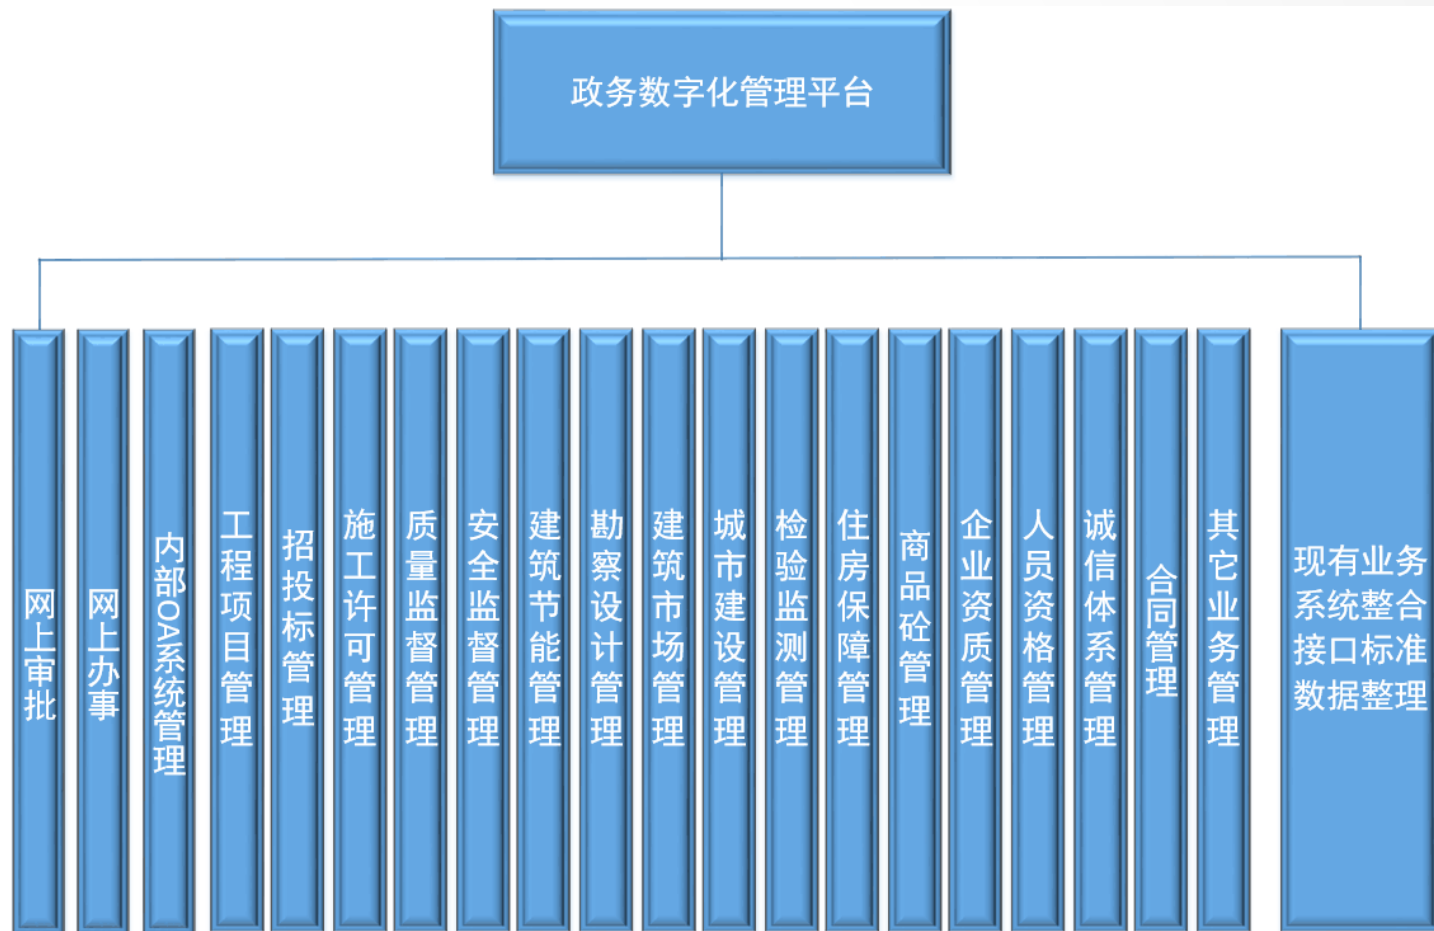 政务数字化管理平台
网上审批
网上办事
内部OA系统管理
工程项目管理
招投标管理
施工许可管理
质量监督管理
安全监督管理
建筑节能管理
勘察设计管理
建筑市场管理
城市建设管理
检验监测管理
住房保障管理
商品砼管理
企业资质管理
人员资格管理
诚信体系管理
合同管理
其它业务管理
现有业务
系统整合
接口标准
数据整理